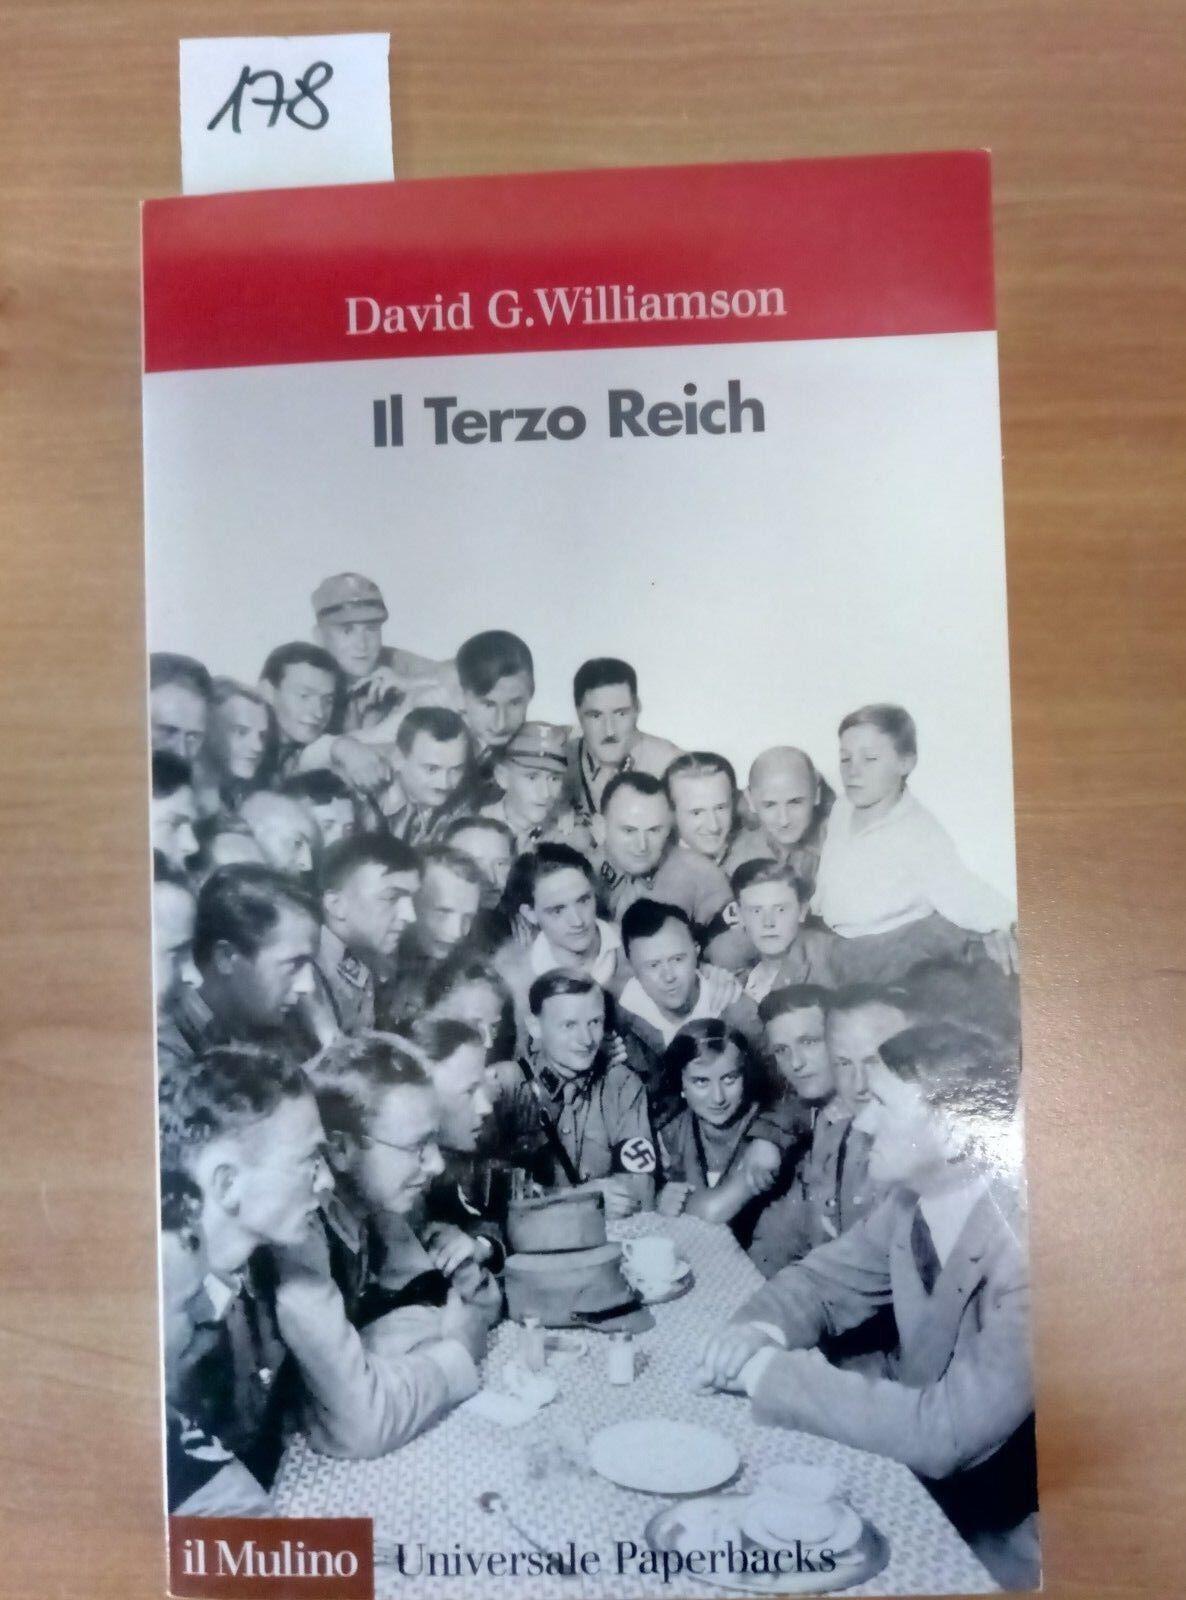 178
David G.Williamson
Il Terzo Reich
il Mulino Universale Paperbacks